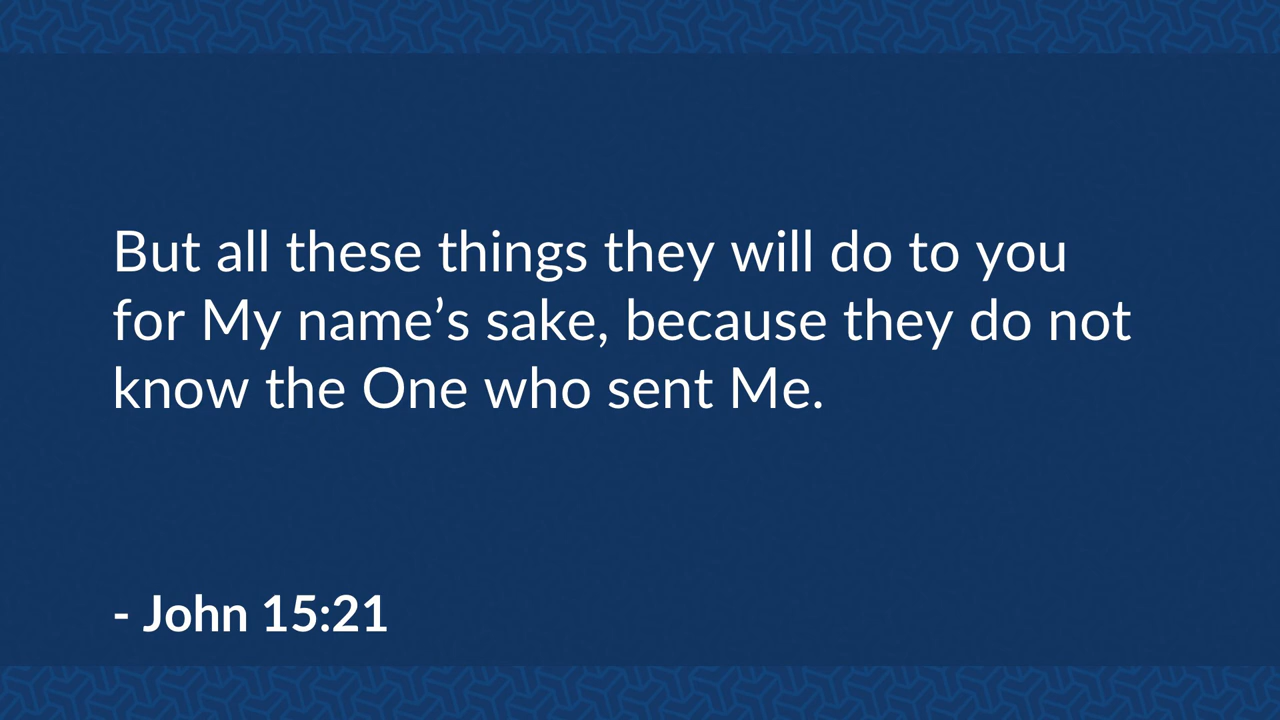 But all these things they will do to you
for My name’s sake, because they do not
know the One who sent Me.
- John 15:21